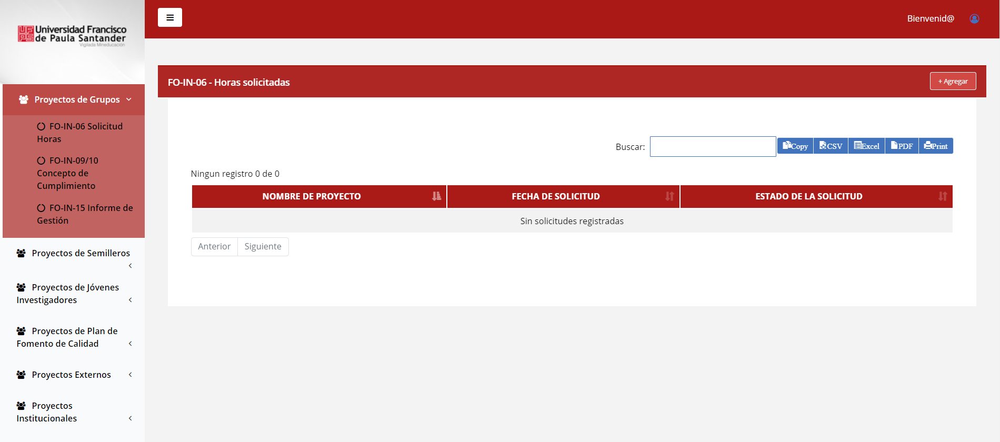 Universidad Francisco
de Paula Santander
Vigilada Mineducación
Bienvenid@
Proyectos de Grupos
FO-IN-06 Solicitud
Horas
FO-IN-09/10
Concepto de
Cumplimiento
FO-IN-15 Informe de
Gestión
Proyectos de Semilleros
Proyectos de Jóvenes
Investigadores
Proyectos de Plan de
Fomento de Calidad
Proyectos Externos
Proyectos
Institucionales
FO-IN-06 - Horas solicitadas
+ Agregar
Buscar:
Copy CSV Excel PDF Print
Ningun registro 0 de 0
NOMBRE DE PROYECTO FECHA DE SOLICITUD ESTADO DE LA SOLICITUD
Sin solicitudes registradas
Anterior Siguiente